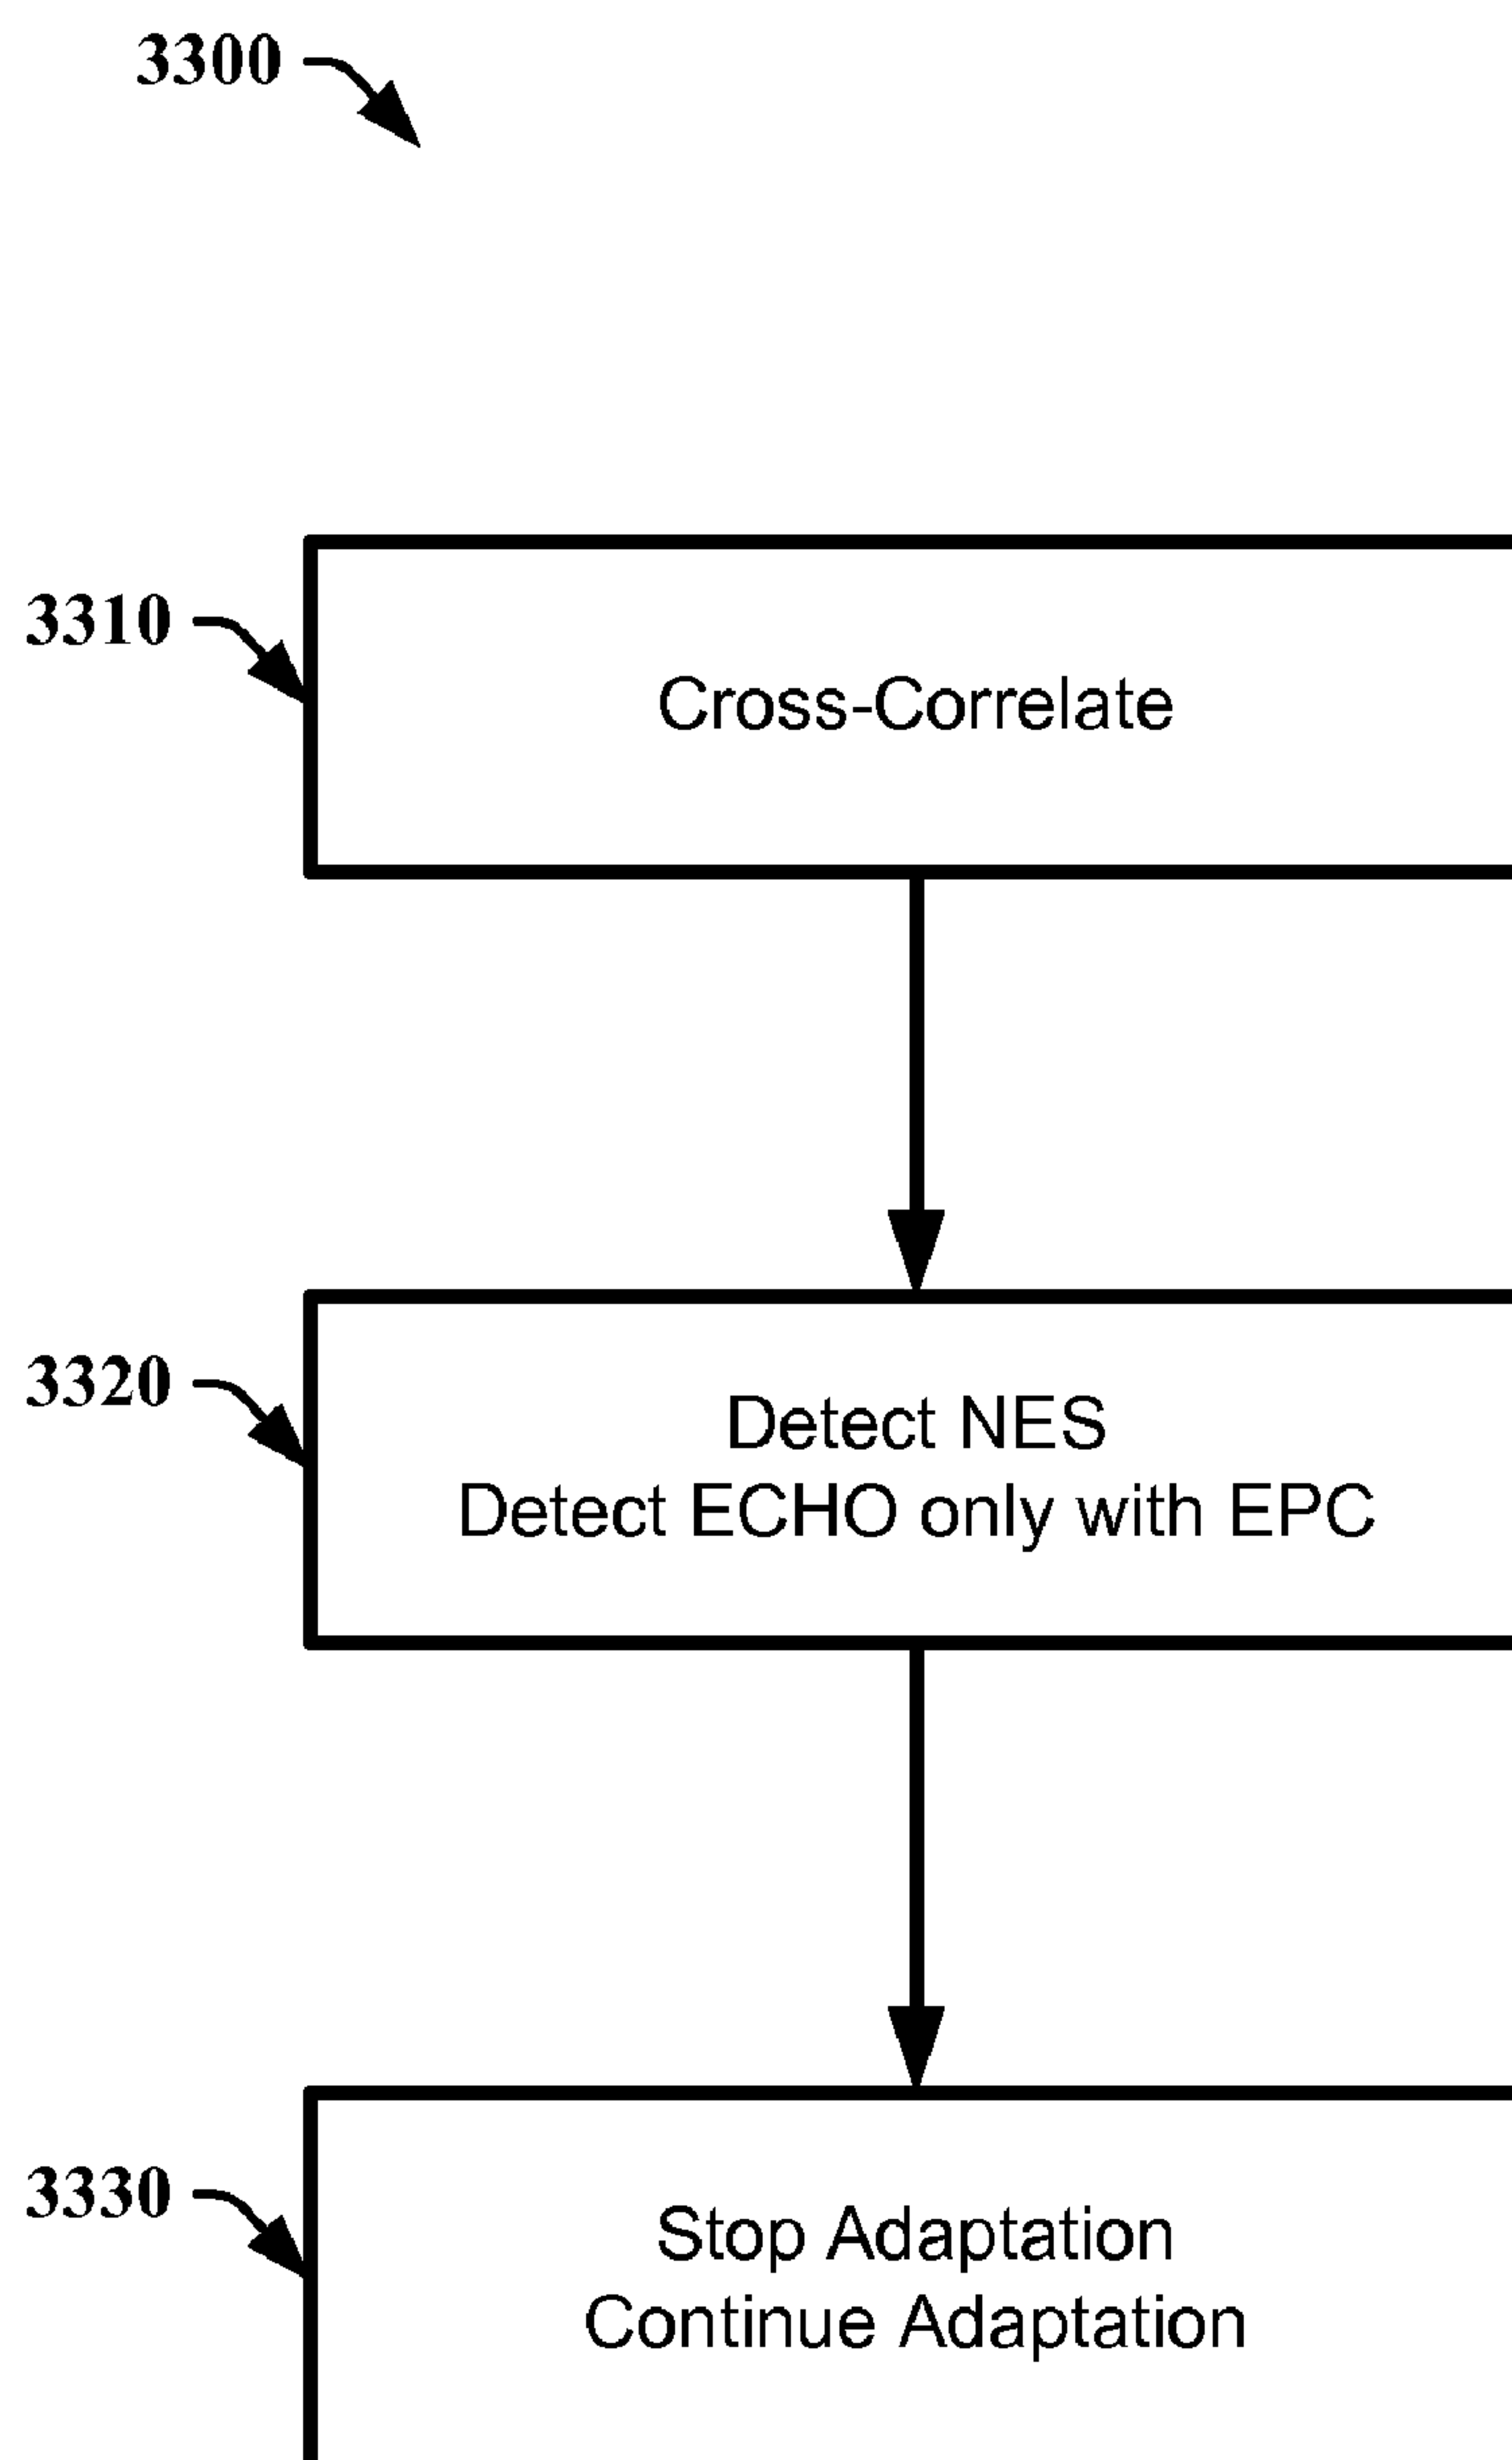 3300
3310
Cross-Correlate
3320
Detect NES
Detect ECHO only with EPC
3330
Stop Adaptation
Continue Adaptation